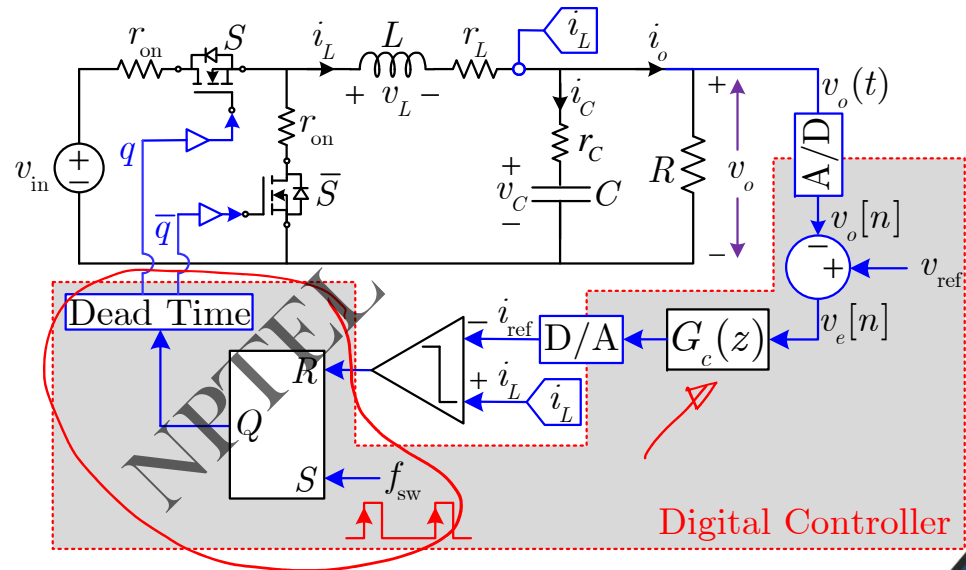 r_on
S
i_L
L
r_L
i_L
i_o
+ v_L −
i_C
v_o(t)
r_on
r_C
+
A/D
q
v_in
+
−
S̅
+
v_C
−
C
R
v_o
q̅
−
v_o[n]
−
+
v_ref
Dead Time
− i_ref
D/A
G_c(z)
v_e[n]
R
+ i_L
i_L
Q
NPTEL
S
f_sw
Digital Controller